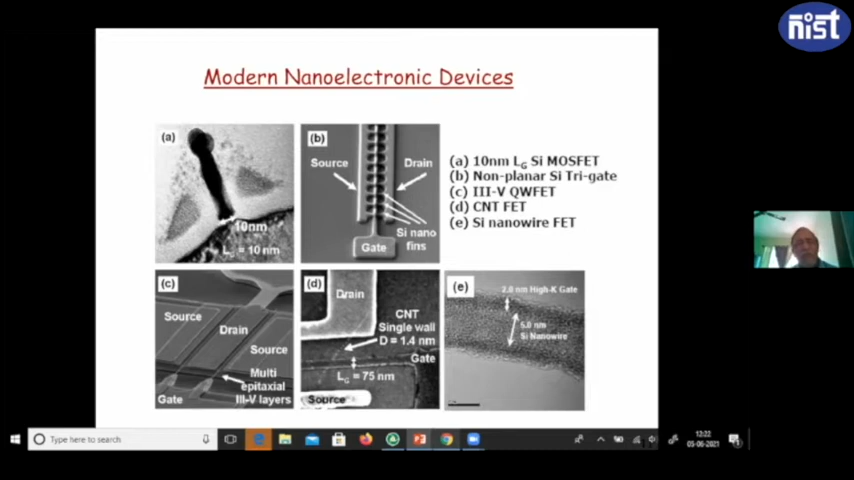 nist
Modern Nanoelectronic Devices
(a)
10nm
LG = 10 nm
(b)
Source
Drain
Si nano
fins
Gate
(a) 10nm LG Si MOSFET
(b) Non-planar Si Tri-gate
(c) III-V QWFET
(d) CNT FET
(e) Si nanowire FET
(c)
Source
Drain
Source
Multi
epitaxial
III-V layers
Gate
(d)
Drain
CNT
Single wall
D = 1.4 nm
Gate
LG = 75 nm
Source
(e)
2.0 nm High-K Gate
5.0 nm
Si Nanowire
Type here to search
12:22
05-06-2021